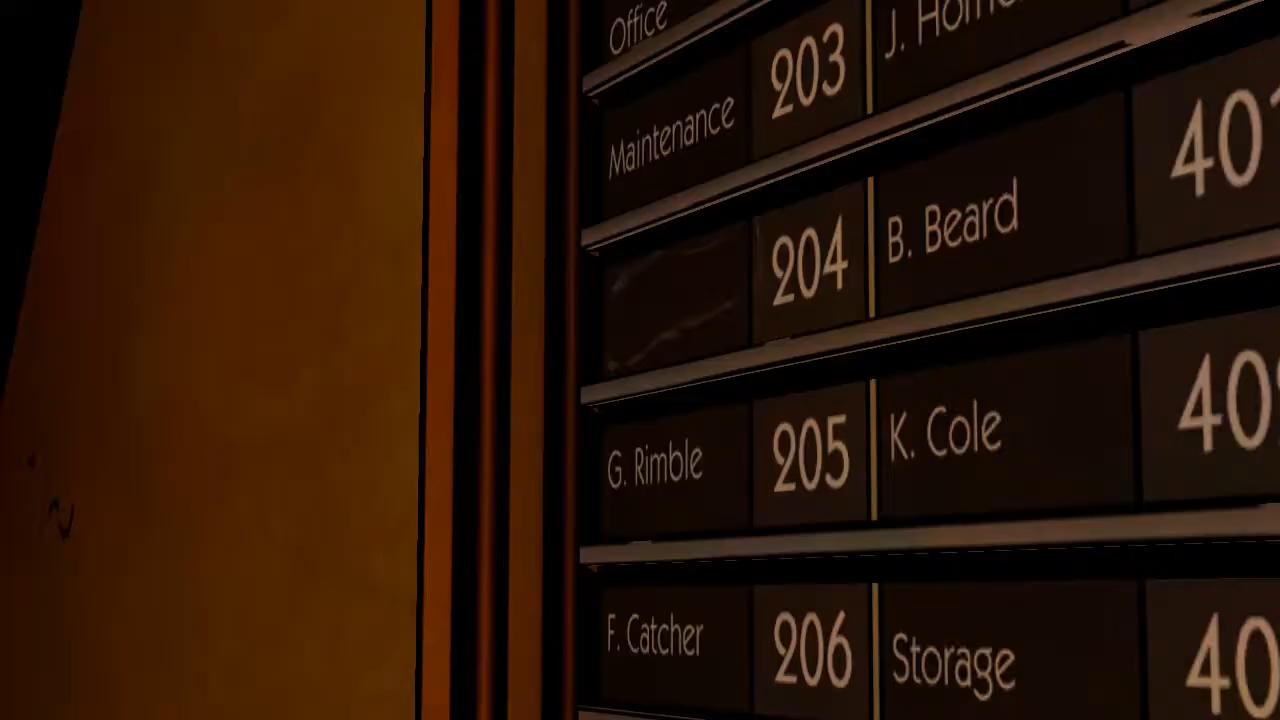 Office
Maintenance 203 J.
204 B. Beard
G. Rimble 205 K. Cole
F. Catcher 206 Storage